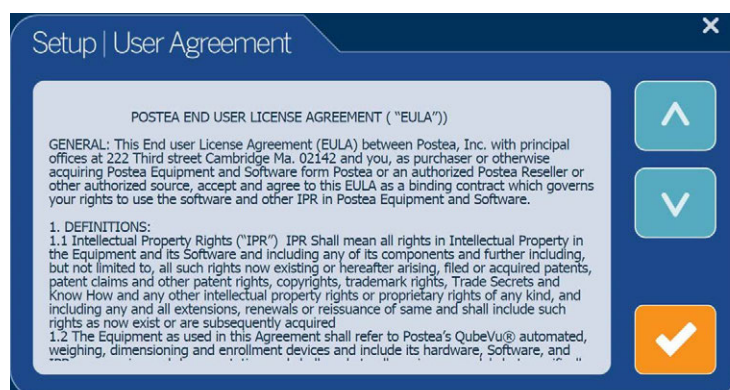 Setup | User Agreement
POSTEA END USER LICENSE AGREEMENT ( “EULA”))
GENERAL: This End user License Agreement (EULA) between Postea, Inc. with principal
offices at 222 Third street Cambridge Ma. 02142 and you, as purchaser or otherwise
acquiring Postea Equipment and Software form Postea or an authorized Postea Reseller or
other authorized source, accept and agree to this EULA as a binding contract which governs
your rights to use the software and other IPR in Postea Equipment and Software.
1. DEFINITIONS:
1.1 Intellectual Property Rights (“IPR”)  IPR Shall mean all rights in Intellectual Property in
the Equipment and its Software and including any of its components and further including,
but not limited to, all such rights now existing or hereafter arising, filed or acquired patents,
patent claims and other patent rights, copyrights, trademark rights, Trade Secrets and
Know How and any other intellectual property rights or proprietary rights of any kind, and
including any and all extensions, renewals or reissuance of same and shall include such
rights as now exist or are subsequently acquired
1.2 The Equipment as used in this Agreement shall refer to Postea’s QubeVu® automated,
weighing, dimensioning and enrollment devices and include its hardware, Software, and